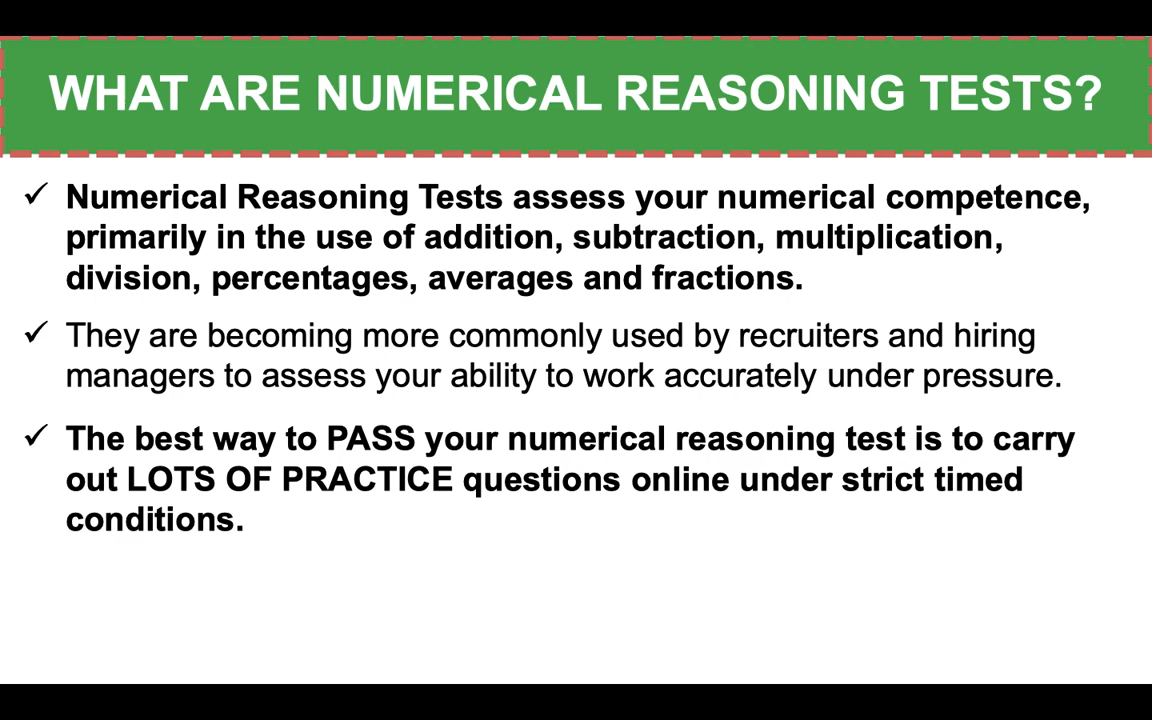 WHAT ARE NUMERICAL REASONING TESTS?
✓ Numerical Reasoning Tests assess your numerical competence,
primarily in the use of addition, subtraction, multiplication,
division, percentages, averages and fractions.
✓ They are becoming more commonly used by recruiters and hiring
managers to assess your ability to work accurately under pressure.
✓ The best way to PASS your numerical reasoning test is to carry
out LOTS OF PRACTICE questions online under strict timed
conditions.